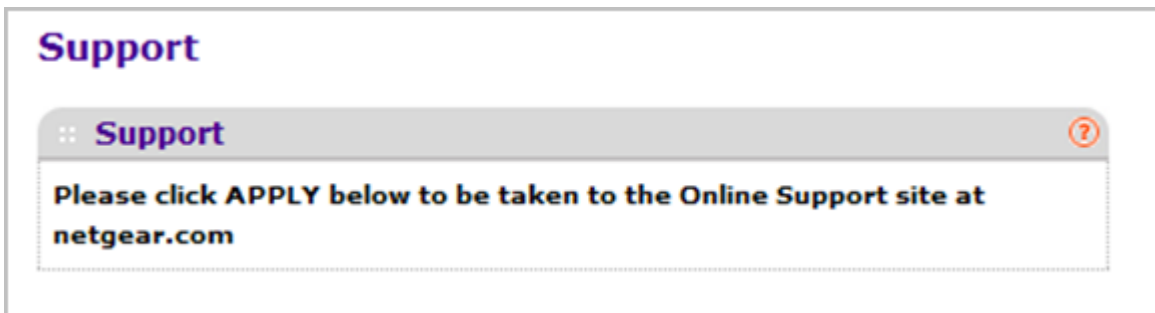 Support
Support
Please click APPLY below to be taken to the Online Support site at
netgear.com